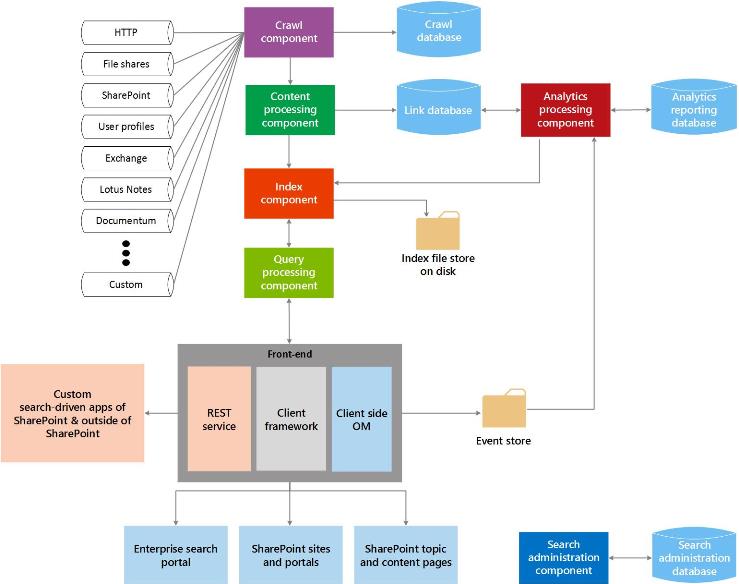 HTTP
File shares
SharePoint
User profiles
Exchange
Lotus Notes
Documentum
Custom
Crawl
component
Crawl
database
Content
processing
component
Link database
Analytics
processing
component
Analytics
reporting
database
Index
component
Index file store
on disk
Query
processing
component
Front-end
REST
service
Client
framework
Client side
OM
Custom
search-driven apps of
SharePoint & outside of
SharePoint
Event store
Enterprise search
portal
SharePoint sites
and portals
SharePoint topic
and content pages
Search
administration
component
Search
administration
database